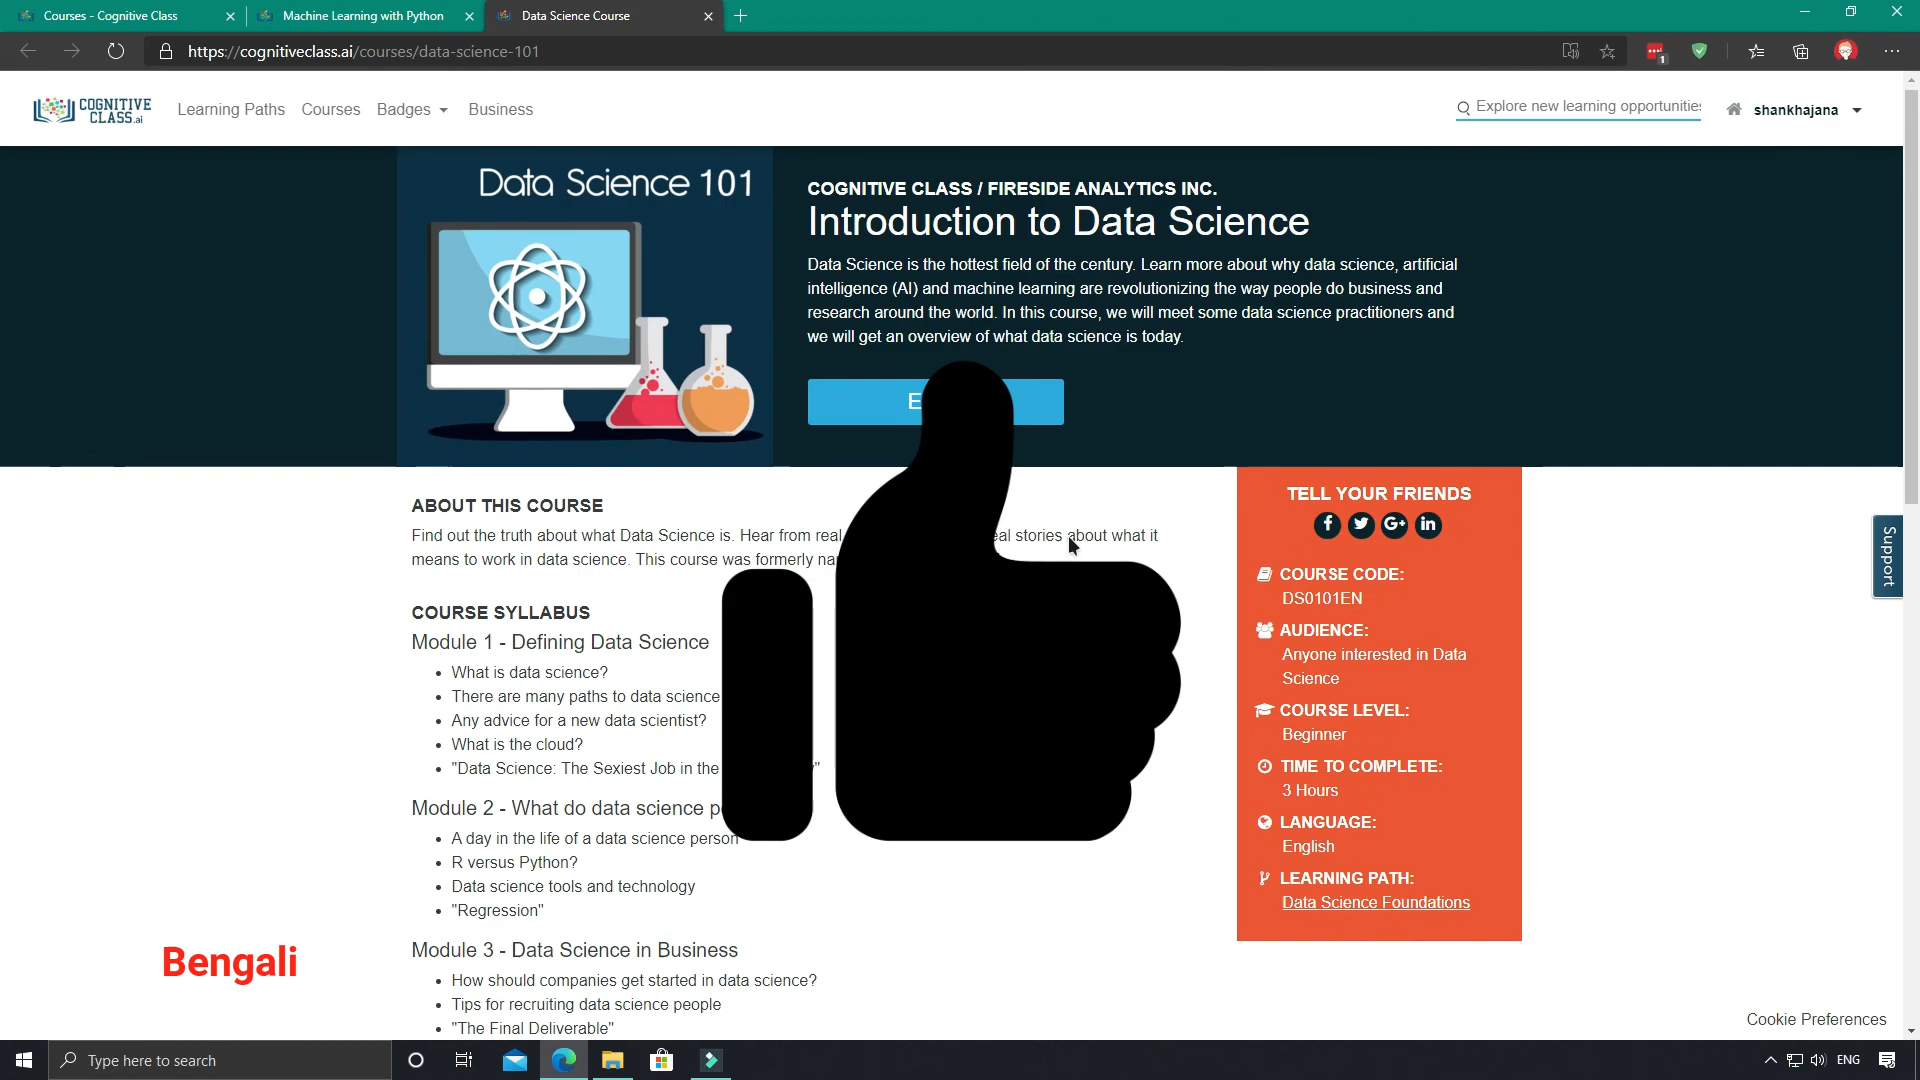 Courses - Cognitive Class
Machine Learning with Python
Data Science Course
https://cognitiveclass.ai/courses/data-science-101
1
COGNITIVE
CLASS.ai
Learning Paths
Courses
Badges
Business
Explore new learning opportunities
shankhajana
Data Science 101
COGNITIVE CLASS / FIRESIDE ANALYTICS INC.
Introduction to Data Science
Data Science is the hottest field of the century. Learn more about why data science, artificial
intelligence (AI) and machine learning are revolutionizing the way people do business and
research around the world. In this course, we will meet some data science practitioners and
we will get an overview of what data science is today.
ABOUT THIS COURSE
Find out the truth about what Data Science is. Hear from real stories about what it
means to work in data science. This course was formerly
COURSE SYLLABUS
Module 1 - Defining Data Science
What is data science?
There are many paths to data science
Any advice for a new data scientist?
What is the cloud?
"Data Science: The Sexiest Job in the
Module 2 - What do data science
A day in the life of a data science person
R versus Python?
Data science tools and technology
"Regression"
Module 3 - Data Science in Business
How should companies get started in data science?
Tips for recruiting data science people
"The Final Deliverable"
TELL YOUR FRIENDS
COURSE CODE:
DS0101EN
AUDIENCE:
Anyone interested in Data
Science
COURSE LEVEL:
Beginner
TIME TO COMPLETE:
3 Hours
LANGUAGE:
English
LEARNING PATH:
Data Science Foundations
Support
Bengali
Cookie Preferences
Type here to search
ENG